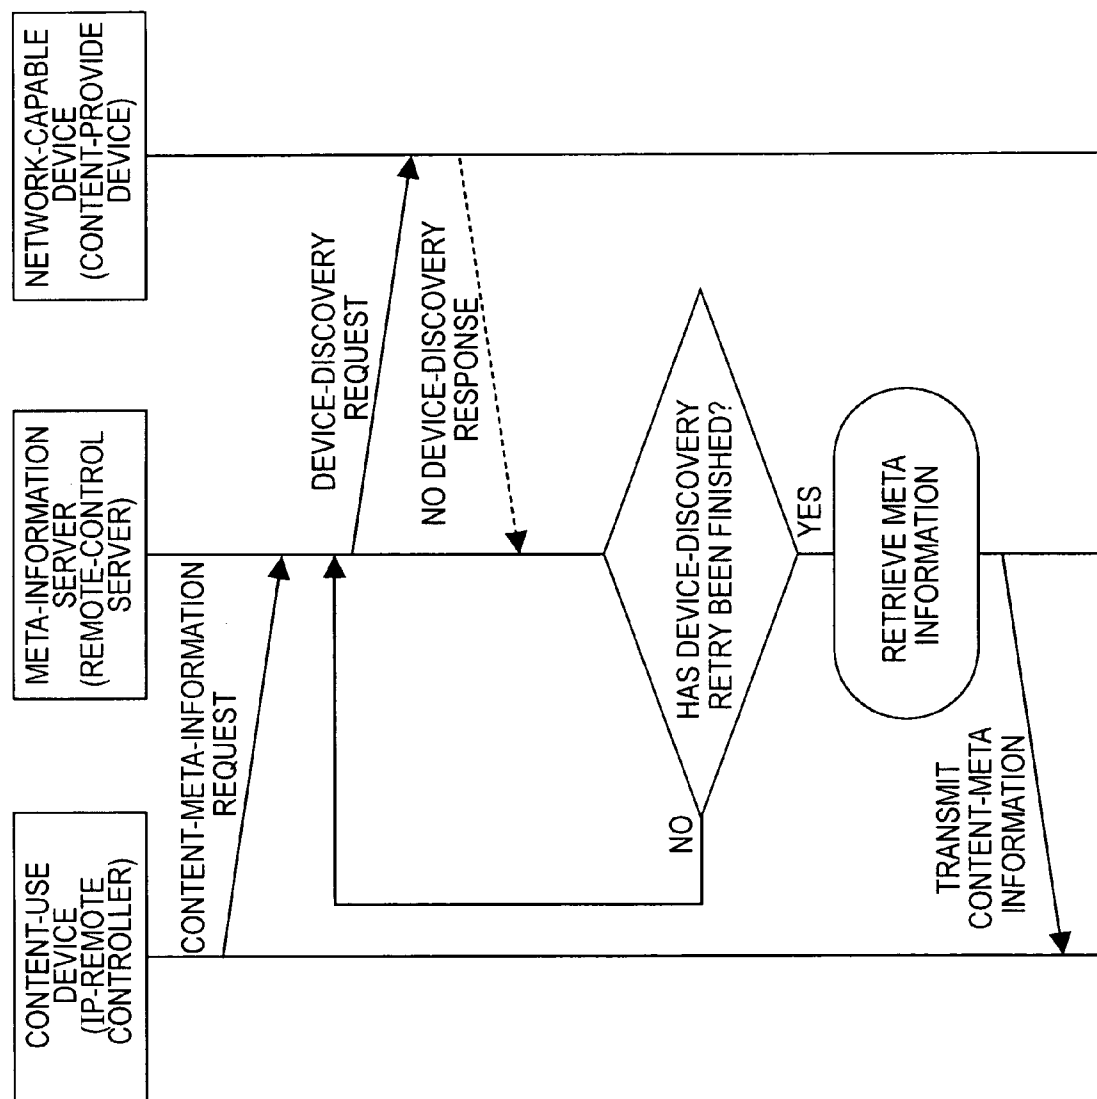 CONTENT-USE
DEVICE
(IP-REMOTE
CONTROLLER)
META-INFORMATION
SERVER
(REMOTE-CONTROL
SERVER)
NETWORK-CAPABLE
DEVICE
(CONTENT-PROVIDE
DEVICE)
CONTENT-META-INFORMATION
REQUEST
DEVICE-DISCOVERY
REQUEST
NO DEVICE-DISCOVERY
RESPONSE
HAS DEVICE-DISCOVERY
RETRY BEEN FINISHED?
NO
YES
RETRIEVE META
INFORMATION
TRANSMIT
CONTENT-META
INFORMATION